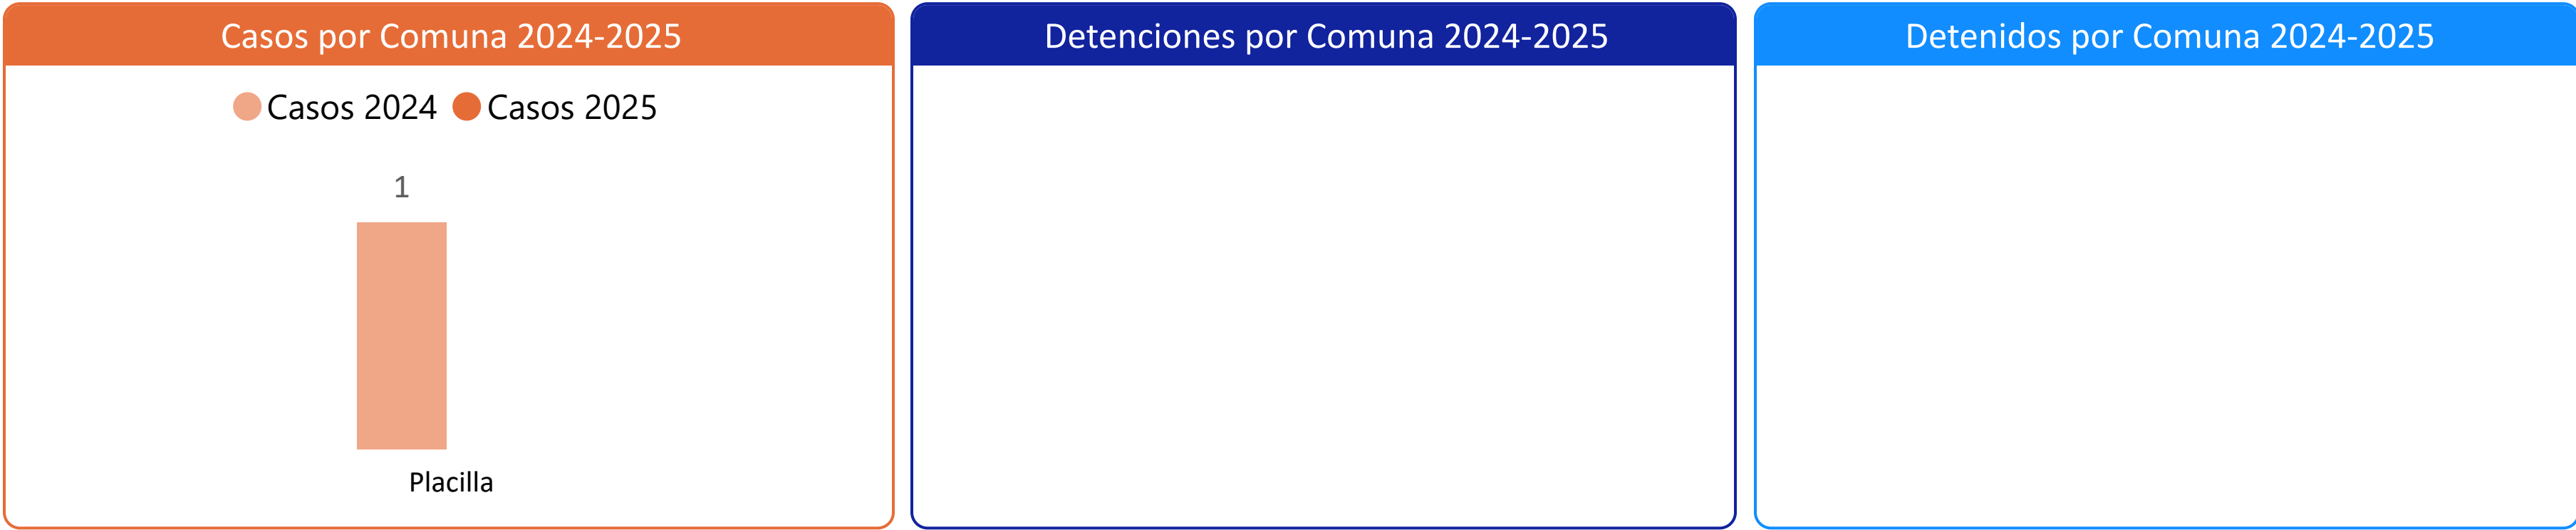 Casos por Comuna 2024-2025
Casos 2024 Casos 2025
1
Placilla
Detenciones por Comuna 2024-2025
Detenidos por Comuna 2024-2025